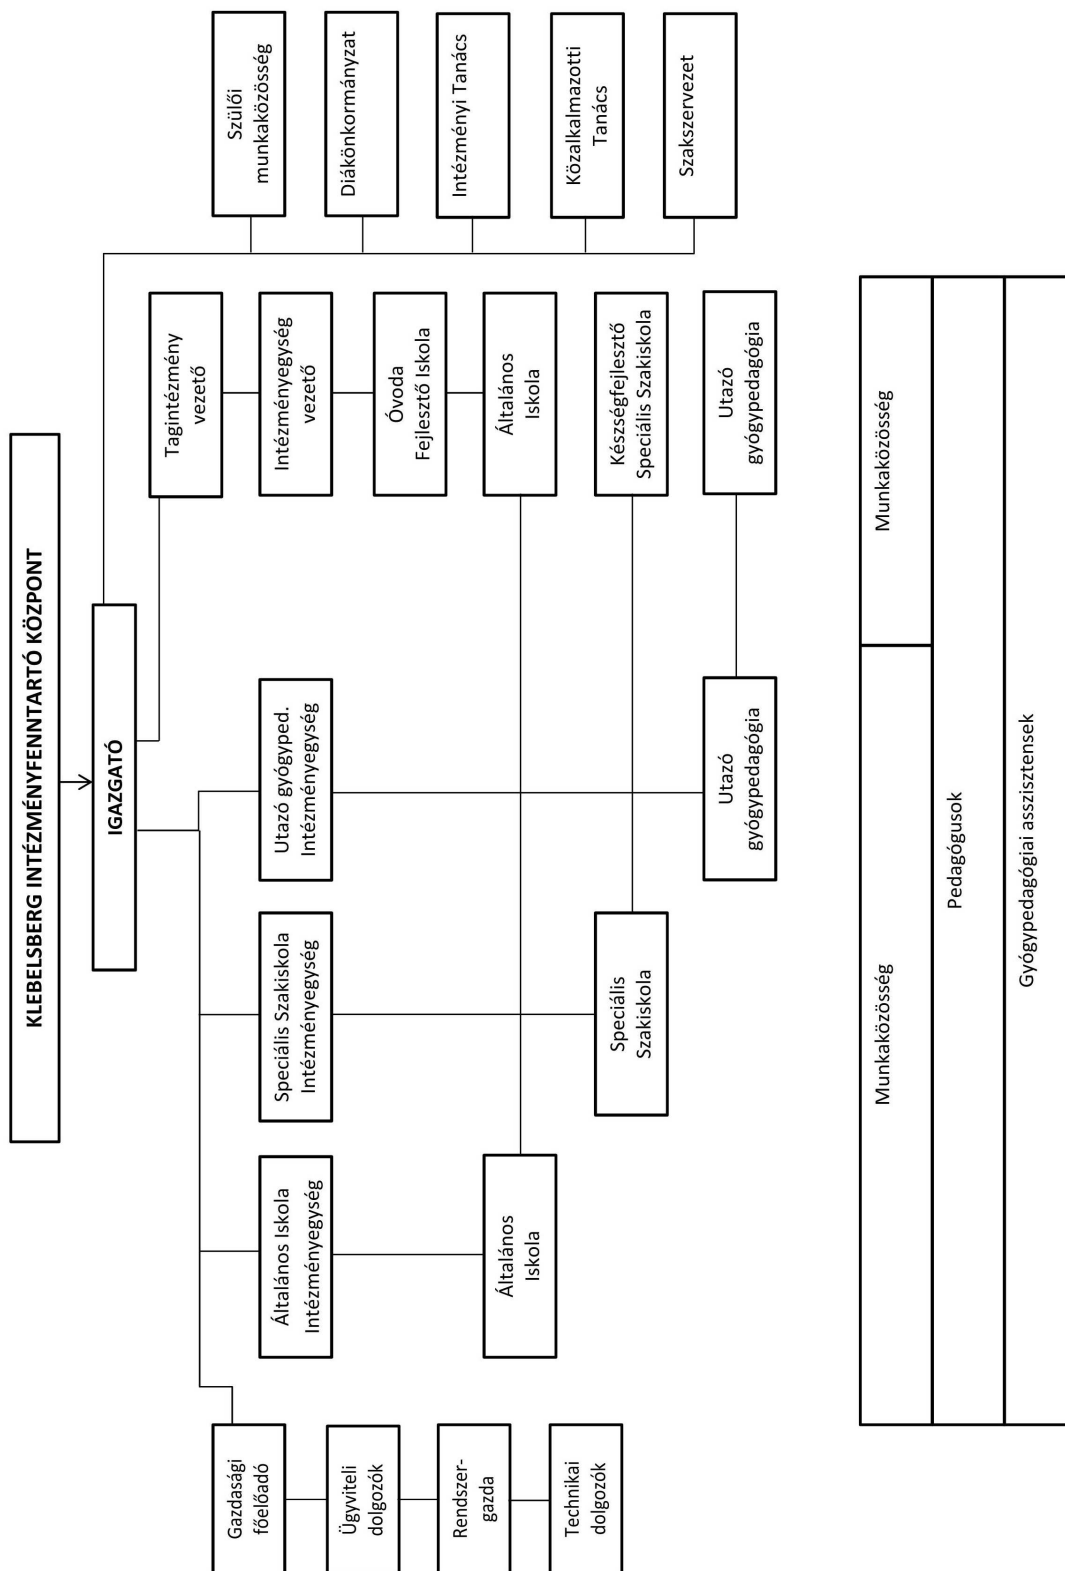 KLEBELSBERG INTÉZMÉNYFENNTARTÓ KÖZPONT
IGAZGATÓ
Gazdasági
főelőadó
Ügyviteli
dolgozók
Rendszer-
gazda
Technikai
dolgozók
Általános Iskola
Intézményegység
Általános
Iskola
Speciális Szakiskola
Intézményegység
Speciális
Szakiskola
Utazó gyógyped.
Intézményegység
Utazó
gyógypedagógia
Tagintézmény
vezető
Intézményegység
vezető
Óvoda
Fejlesztő Iskola
Általános
Iskola
Készségfejlesztő
Speciális Szakiskola
Utazó
gyógypedagógia
Szülői
munkaközösség
Diákönkormányzat
Intézményi Tanács
Közalkalmazotti
Tanács
Szakszervezet
Munkaközösség
Munkaközösség
Pedagógusok
Gyógypedagógiai asszisztensek